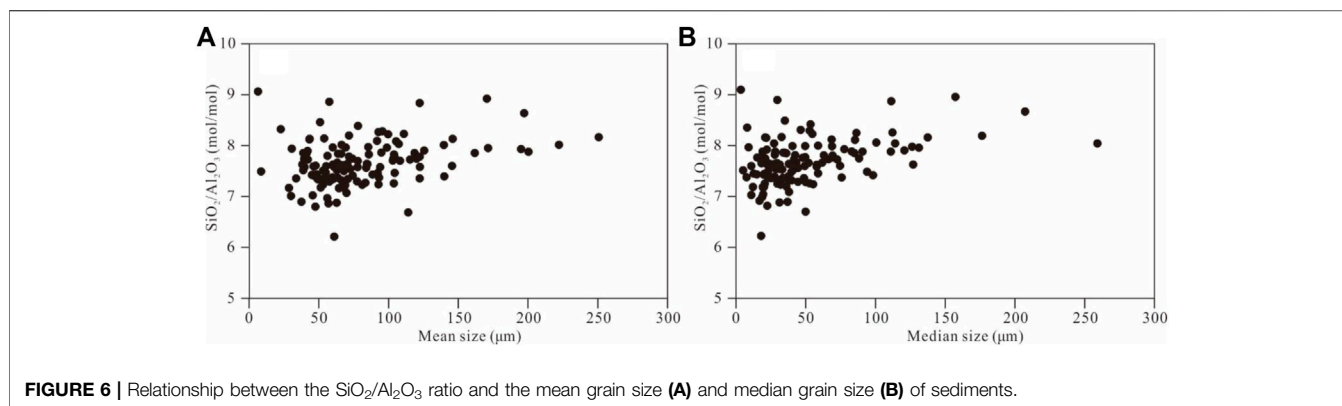 A
10
9
8
7
6
5
SiO₂/Al₂O₃ (mol/mol)
0 50 100 150 200 250 300
Mean size (μm)
B
10
9
8
7
6
5
SiO₂/Al₂O₃ (mol/mol)
0 50 100 150 200 250 300
Median size (μm)
FIGURE 6 | Relationship between the SiO₂/Al₂O₃ ratio and the mean grain size (A) and median grain size (B) of sediments.